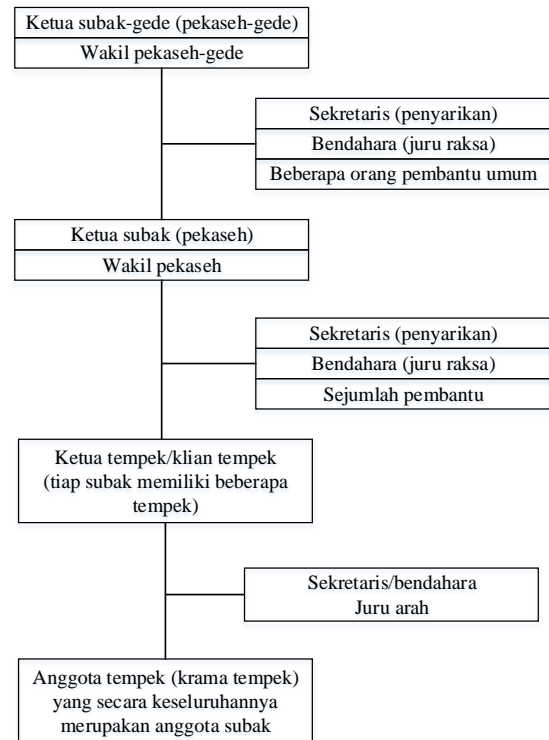 Ketua subak-gede (pekaseh-gede)
Wakil pekaseh-gede
Sekretaris (penyarikan)
Bendahara (juru raksa)
Beberapa orang pembantu umum
Ketua subak (pekaseh)
Wakil pekaseh
Sekretaris (penyarikan)
Bendahara (juru raksa)
Sejumlah pembantu
Ketua tempek/klian tempek
(tiap subak memiliki beberapa
tempek)
Sekretaris/bendahara
Juru arah
Anggota tempek (krama tempek)
yang secara keseluruhannya
merupakan anggota subak